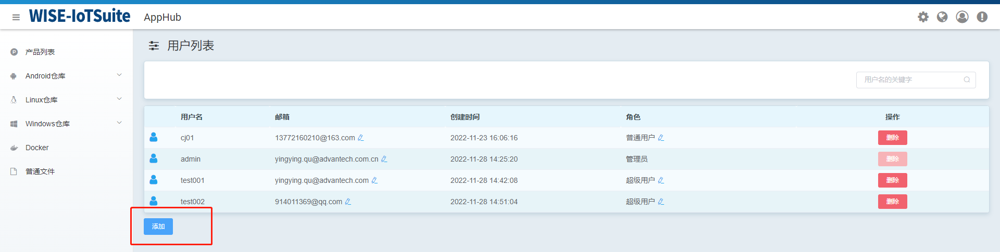 WISE-IoTSuite AppHub
产品列表
Android仓库
Linux仓库
Windows仓库
Docker
普通文件
用户列表
用户名的关键字
用户名 邮箱 创建时间 角色 操作
cj01 13772160210@163.com 2022-11-23 16:06:16 普通用户 删除
admin yingying.qu@advantech.com.cn 2022-11-28 14:25:20 管理员 删除
test001 yingying.qu@advantech.com 2022-11-28 14:42:08 超级用户 删除
test002 914011369@qq.com 2022-11-28 14:51:04 超级用户 删除
添加